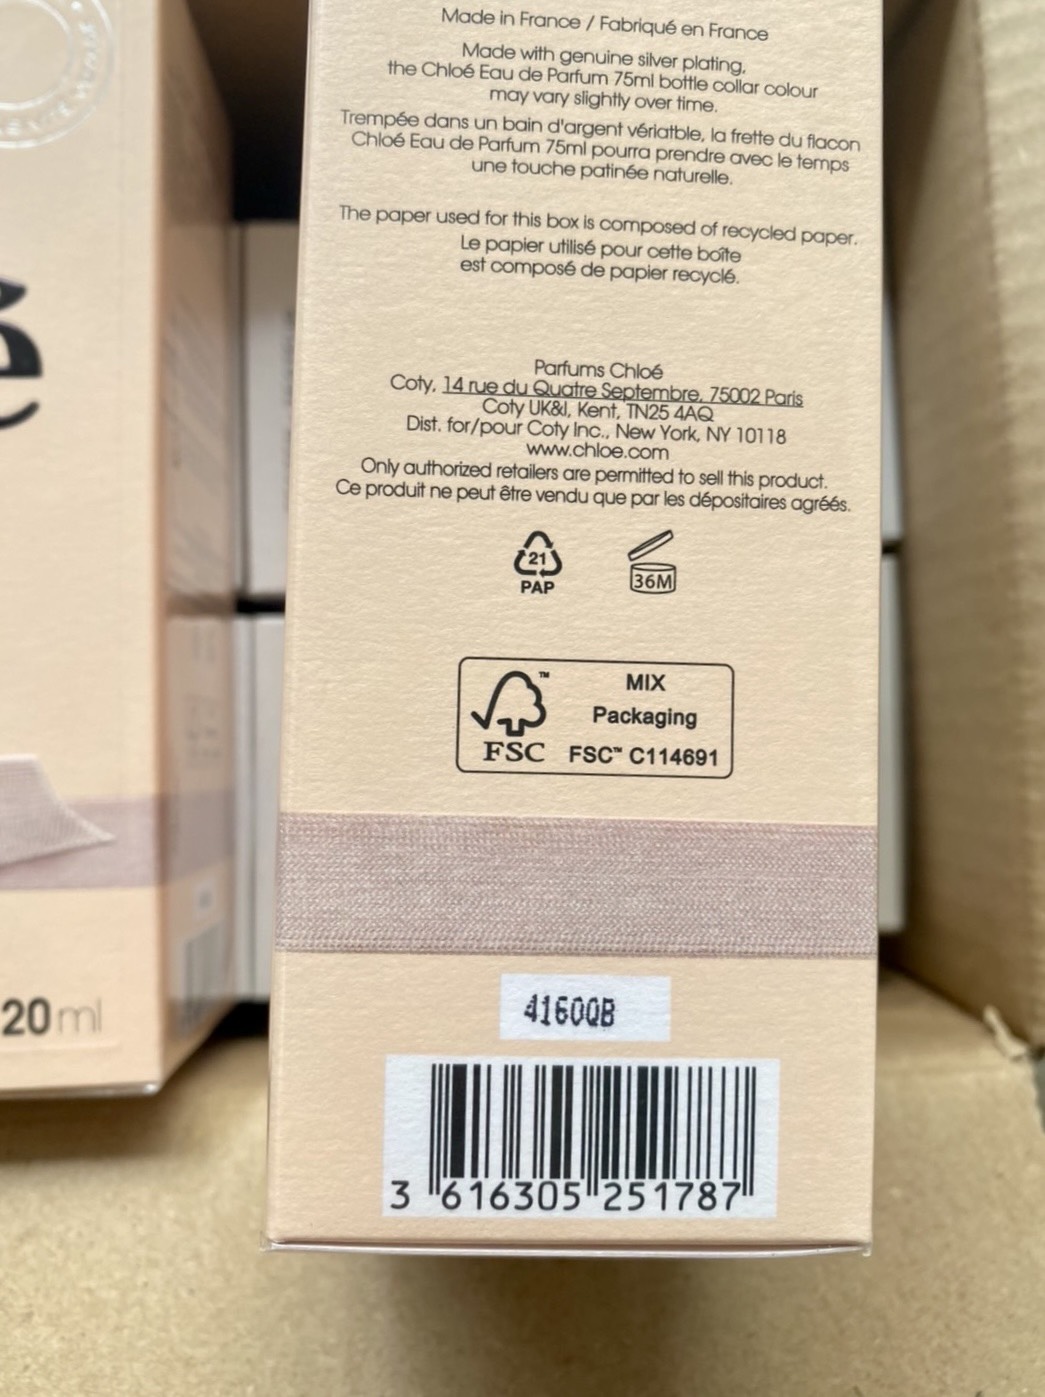 Made in France / Fabriqué en France
Made with genuine silver plating,
the Chloé Eau de Parfum 75ml bottle collar colour
may vary slightly over time.
Trempée dans un bain d'argent vériatble, la frette du flacon
Chloé Eau de Parfum 75ml pourra prendre avec le temps
une touche patinée naturelle.
The paper used for this box is composed of recycled paper.
Le papier utilisé pour cette boîte
est composé de papier recyclé.
Parfums Chloé
Coty, 14 rue du Quatre Septembre, 75002 Paris
Coty UK&I, Kent, TN25 4AQ
Dist. for/pour Coty Inc., New York, NY 10118
www.chloe.com
Only authorized retailers are permitted to sell this product.
Ce produit ne peut être vendu que par les dépositaires agréés.
21
PAP
36M
FSC™
MIX
Packaging
FSC™ C114691
4160QB
3 616305 251787
é
20 ml